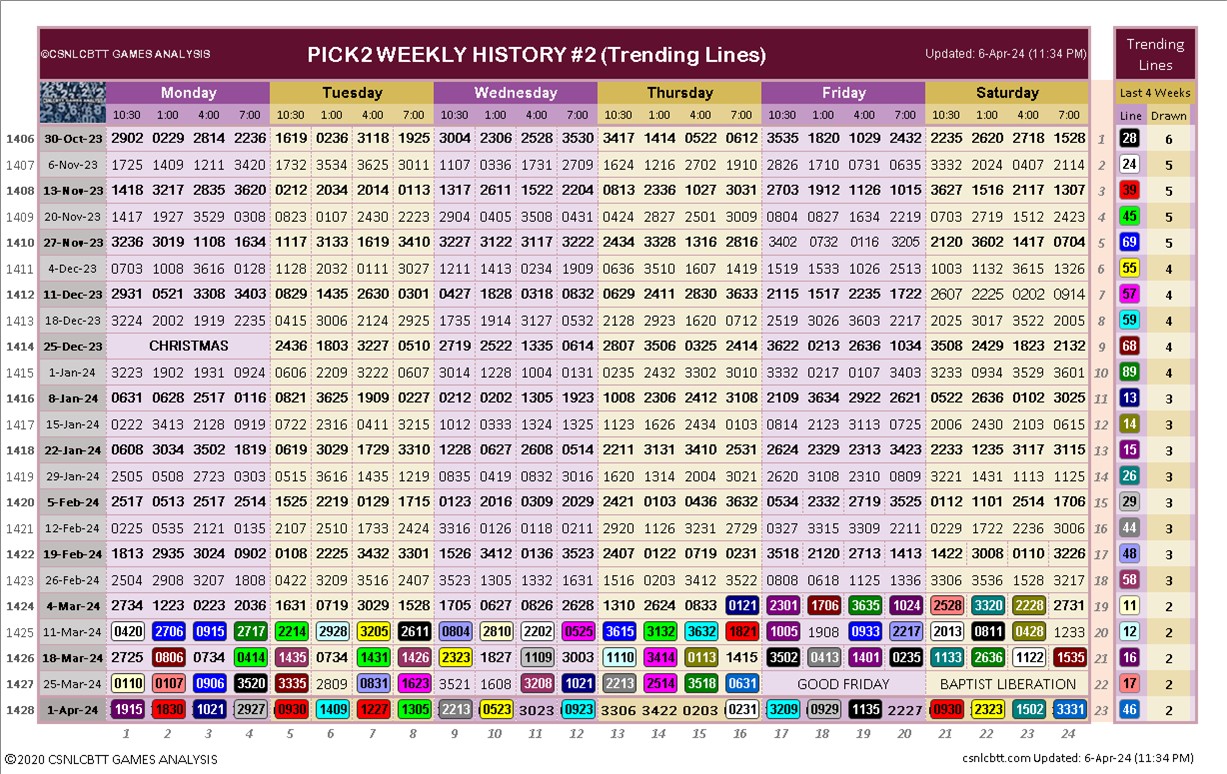 ©CSNLCBTT GAMES ANALYSIS PICK2 WEEKLY HISTORY #2 (Trending Lines) Updated: 6-Apr-24 (11:34 PM) Trending Lines
Monday Tuesday Wednesday Thursday Friday Saturday Last 4 Weeks
10:30 1:00 4:00 7:00 10:30 1:00 4:00 7:00 10:30 1:00 4:00 7:00 10:30 1:00 4:00 7:00 10:30 1:00 4:00 7:00 10:30 1:00 4:00 7:00 Line Drawn
1406 30-Oct-23 2902 0229 2814 2236 1619 0236 3118 1925 3004 2306 2528 3530 3417 1414 0522 0612 3535 1820 1029 2432 2235 2620 2718 1528 1 28 6
1407 6-Nov-23 1725 1409 1211 3420 1732 3534 3625 3011 1107 0336 1731 2709 1624 1216 2702 1910 2826 1710 0131 0635 3332 2024 0407 2114 2 24 5
1408 13-Nov-23 1418 3217 2835 3620 0212 2034 2014 0113 1317 2611 1522 2204 0813 2336 1027 3031 2703 1912 1126 1015 3627 1516 2117 1307 3 39 5
1409 20-Nov-23 1417 1927 3529 0308 0823 0107 2430 2223 2904 0405 3508 0431 0424 2827 2501 3009 0804 0827 1634 2219 0703 2719 1512 2423 4 45 5
1410 27-Nov-23 3236 3019 1108 1634 1117 3133 1619 3410 3227 3122 3117 3222 2434 3328 1316 2816 3402 0732 0116 3205 2120 3602 1417 0704 5 69 5
1411 4-Dec-23 0703 1008 3616 0128 1128 2032 0111 3027 1211 1413 0234 1909 0636 3510 1607 1419 1519 1533 1626 2513 1003 1132 3615 1326 6 55 4
1412 11-Dec-23 2931 0521 3308 3403 0829 1435 2630 0301 0427 1828 0318 0832 0629 2411 2830 3633 2115 1517 2535 1722 2607 2225 0202 0914 7 57 4
1413 18-Dec-23 3224 2002 1919 2235 0415 3006 2124 2925 1735 1914 3127 0532 2128 2923 1620 0712 2519 3026 3603 2217 2025 3017 3522 2005 8 59 4
1414 25-Dec-23 CHRISTMAS 2436 1803 3227 0510 2719 2522 1335 0614 2807 3506 0325 2414 3622 0213 2636 1034 3508 2429 1823 2132 9 68 4
1415 1-Jan-24 3223 1902 1931 0924 0606 2209 3222 0607 3014 1228 1004 0131 0235 2432 3302 3010 3332 0217 0107 3403 3233 0934 3529 3601 10 89 4
1416 8-Jan-24 0631 0628 2517 0116 0821 3625 1909 0227 0212 0202 1305 1923 1008 2306 2412 3108 2109 3634 2922 2621 0522 2636 0102 3025 11 13 3
1417 15-Jan-24 0222 3413 2128 0919 0722 2316 0411 3213 1012 0333 1324 1325 1123 1626 2434 0103 0814 2123 3113 0725 2006 2430 2103 0615 12 14 3
1418 22-Jan-24 0608 3034 3502 1819 0619 3029 1729 3310 1228 0627 2608 0514 2211 3131 3410 2531 2624 2329 2313 3423 2233 1235 3117 3115 13 15 3
1419 29-Jan-24 2505 0508 2723 0303 0515 3616 1435 1211 0835 0419 0832 3016 1620 1314 2004 3021 2620 3108 2310 0809 3221 1431 1113 1125 14 26 3
1420 5-Feb-24 2517 0513 2517 2514 1525 2219 0129 1715 0123 2016 0309 2029 2421 0103 0436 3632 0534 2332 2719 3525 0112 1101 2514 1706 15 29 3
1421 12-Feb-24 0225 0535 2121 0135 2107 2510 1733 2424 3316 0126 0118 0211 2920 1126 3231 2729 0327 3315 3309 2211 0229 1722 2236 3006 16 44 3
1422 19-Feb-24 1813 2935 3024 0902 0108 2225 3432 3301 1526 3412 0136 3523 2407 0122 0719 0231 3518 2120 2713 1413 1422 3008 0110 3226 17 48 3
1423 26-Feb-24 2504 2908 3207 1808 0422 3209 3516 2407 3523 1305 1332 1631 1516 0203 3412 3522 0808 0618 1125 1336 3306 3536 1528 3217 18 58 3
1424 4-Mar-24 2734 1223 0223 2036 1631 0719 3029 1528 1705 0627 0826 2628 1310 2624 0833 0121 2301 1706 3635 1024 2528 3320 2228 2731 19 11 2
1425 11-Mar-24 0420 2706 0915 2717 2214 2928 3205 2611 0804 2810 2202 0525 3615 3132 3632 1821 1005 1908 0933 2217 2013 0811 0428 1233 20 12 2
1426 18-Mar-24 2725 0806 0734 0414 1435 0734 1431 1426 2323 1827 1109 3003 1110 3414 0113 1415 3502 0413 1401 0235 1133 2636 1122 1535 21 16 2
1427 25-Mar-24 0110 0107 0906 3520 3335 2809 0831 1623 3521 1608 3208 1021 2213 2514 3518 0631 GOOD FRIDAY BAPTIST LIBERATION 22 17 2
1428 1-Apr-24 1915 1830 1021 2927 0930 1409 1227 1305 2213 0523 3023 0923 3306 3422 0203 0231 3209 0929 1135 2227 0930 2323 1502 3331 23 46 2
1 2 3 4 5 6 7 8 9 10 11 12 13 14 15 16 17 18 19 20 21 22 23 24
©2020 CSNLCBTT GAMES ANALYSIS csnlcbtt.com Updated: 6-Apr-24 (11:34 PM)